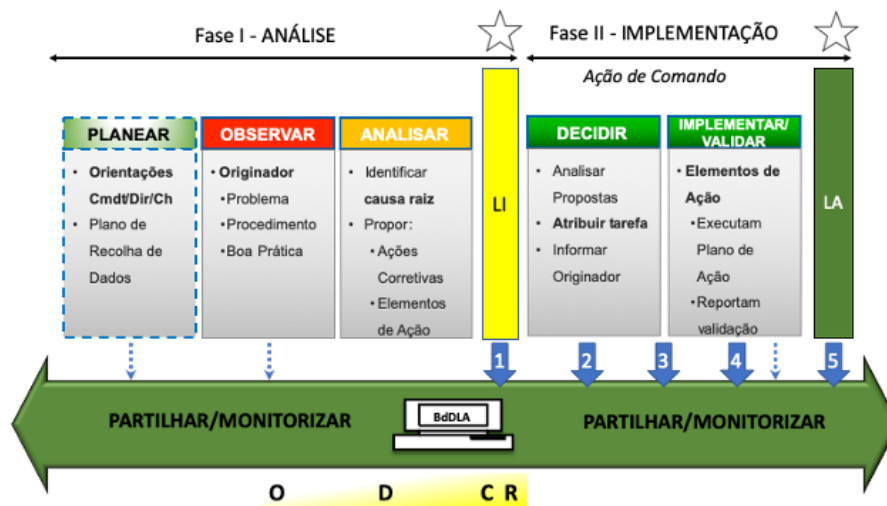 Fase I - ANÁLISE
Fase II - IMPLEMENTAÇÃO
Ação de Comando
PLANEAR
• Orientações
Cmdt/Dir/Ch
• Plano de
Recolha de
Dados
OBSERVAR
• Originador
•Problema
•Procedimento
•Boa Prática
ANALISAR
• Identificar
causa raiz
• Propor:
•Ações
Corretivas
•Elementos
de Ação
LI
DECIDIR
• Analisar
Propostas
• Atribuir tarefa
• Informar
Originador
IMPLEMENTAR/
VALIDAR
• Elementos de
Ação
•Executam
Plano de
Ação
•Reportam
validação
LA
1
2
3
4
5
PARTILHAR/MONITORIZAR
BdDLA
PARTILHAR/MONITORIZAR
O D C R